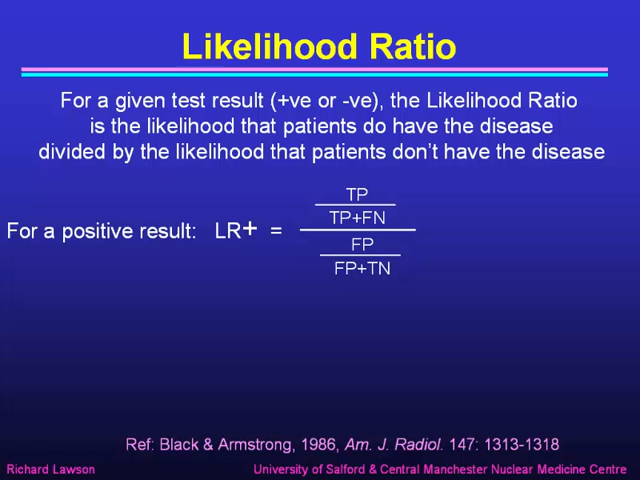 Likelihood Ratio
For a given test result (+ve or -ve), the Likelihood Ratio
is the likelihood that patients do have the disease
divided by the likelihood that patients don't have the disease
For a positive result: LR+ =
TP
TP+FN
FP
FP+TN
Ref: Black & Armstrong, 1986, Am. J. Radiol. 147: 1313-1318
Richard Lawson
University of Salford & Central Manchester Nuclear Medicine Centre